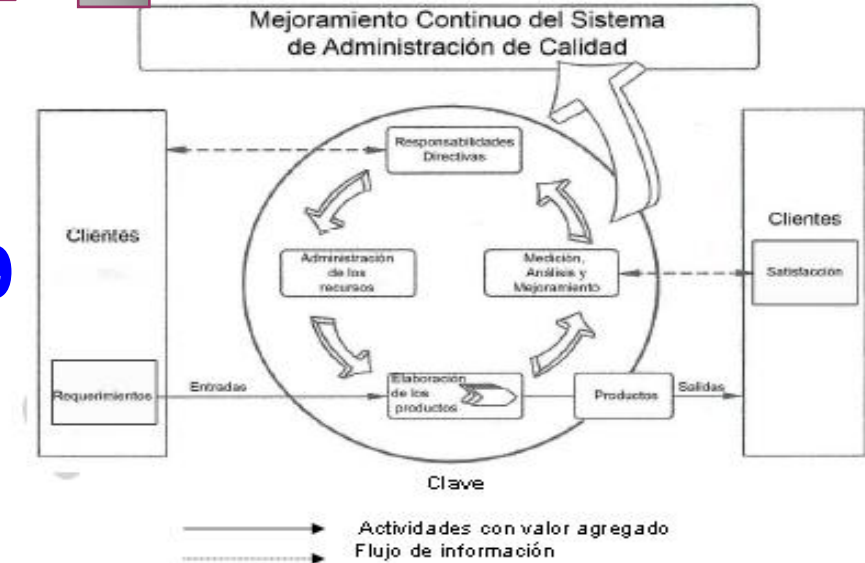 Mejoramiento Continuo del Sistema
de Administración de Calidad
Responsabilidades
Directivas
Clientes
Clientes
Administración
de los
recursos
Medición,
Análisis y
Mejoramiento
Satisfacción
Requerimientos
Entradas
Elaboración
de los
productos
Productos
Salidas
Clave
Actividades con valor agregado
Flujo de información